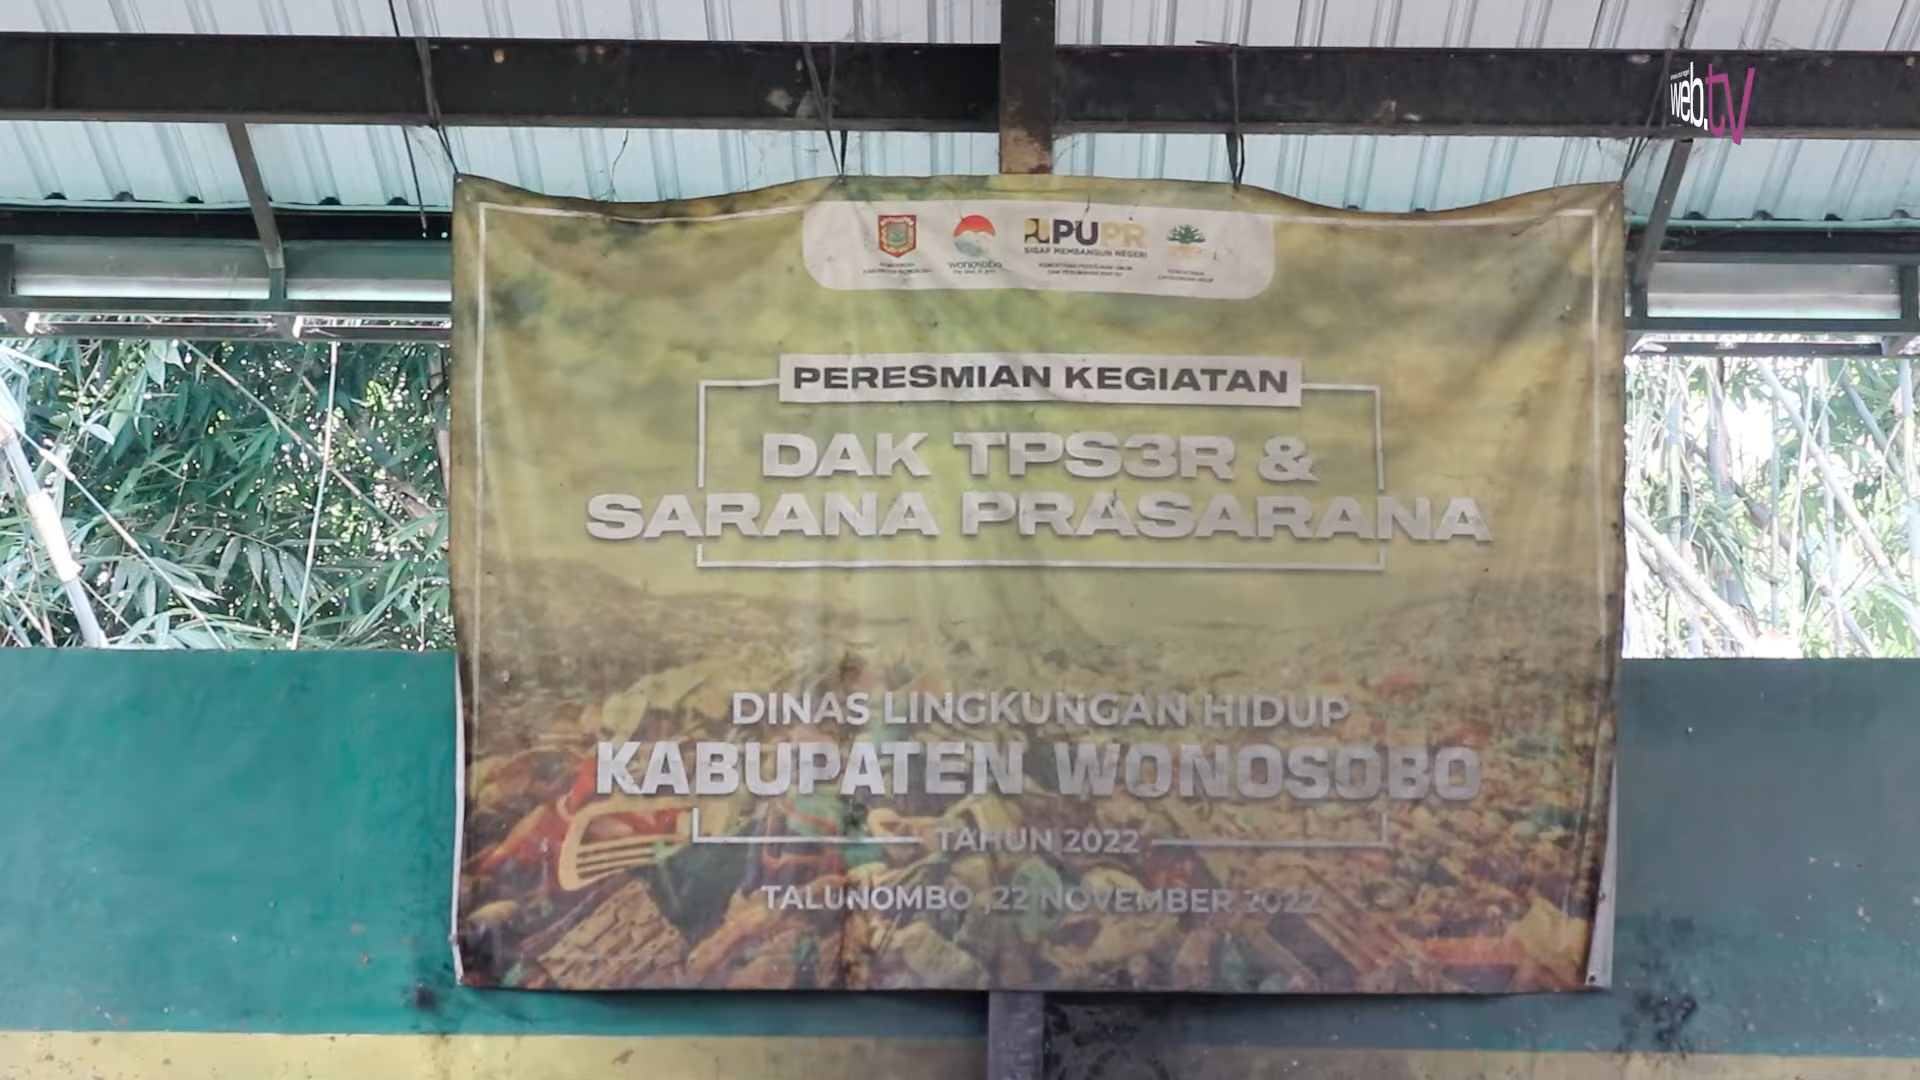 web.tv
PUPR
SIGAP MEMBANGUN NEGERI
wonosobo
PERESMIAN KEGIATAN
DAK TPS3R &
SARANA PRASARANA
DINAS LINGKUNGAN HIDUP
KABUPATEN WONOSOBO
TAHUN 2022
TALUNOMBO, 22 NOVEMBER 2022